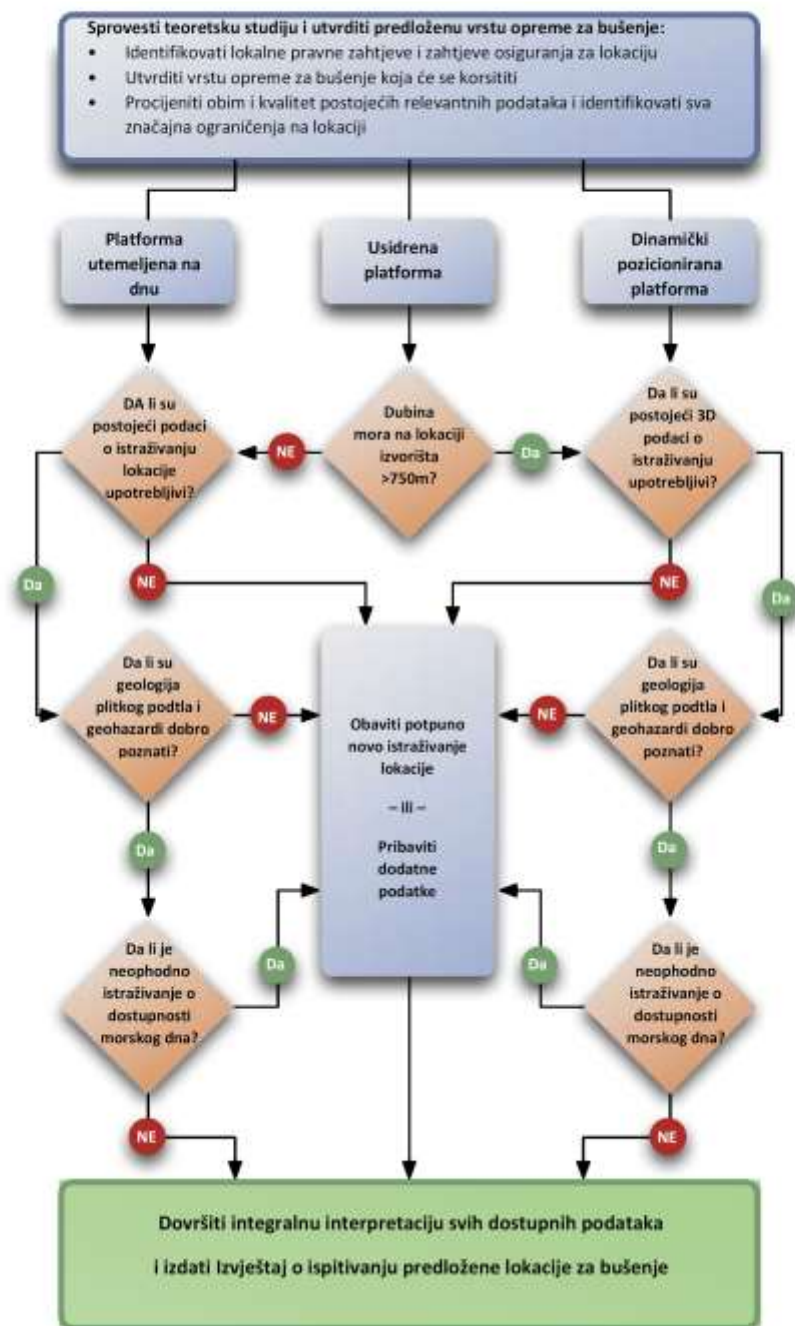 Sprovesti teoretsku studiju i utvrditi predloženu vrstu opreme za bušenje:
• Identifikovati lokalne pravne zahtjeve i zahtjeve osiguranja za lokaciju
• Utvrditi vrstu opreme za bušenje koja će se korsititi
• Procijeniti obim i kvalitet postojećih relevantnih podataka i identifikovati sva
značajna ograničenja na lokaciji
Platforma
utemeljena na
dnu
Usidrena
platforma
Dinamički
pozicionirana
platforma
DA li su
postojeći podaci
o istraživanju
lokacije
upotrebljivi?
NE
Dubina
mora na lokaciji
izvorišta
>750m?
Da
Da li su
postojeći 3D
podaci o
istraživanju
upotrebljivi?
Da
NE
NE
Da
Da li su
geologija
plitkog podtla i
geohazardi dobro
poznati?
NE
Obaviti potpuno
novo istraživanje
lokacije
– ili –
Pribaviti
dodatne
podatke
NE
Da li su
geologija
plitkog podtla i
geohazardi dobro
poznati?
Da
Da
Da li je
neophodno
istraživanje o
dostupnosti
morskog dna?
Da
Da
Da li je
neophodno
istraživanje o
dostupnosti
morskog dna?
NE
NE
Dovršiti integralnu interpretaciju svih dostupnih podataka
i izdati Izvještaj o ispitivanju predložene lokacije za bušenje